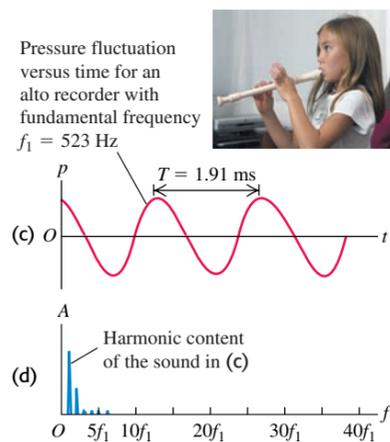 Pressure fluctuation
versus time for an
alto recorder with
fundamental frequency
f₁ = 523 Hz
p
T = 1.91 ms
(c) O t
A
Harmonic content
of the sound in (c)
(d)
f
O 5f₁ 10f₁ 20f₁ 30f₁ 40f₁